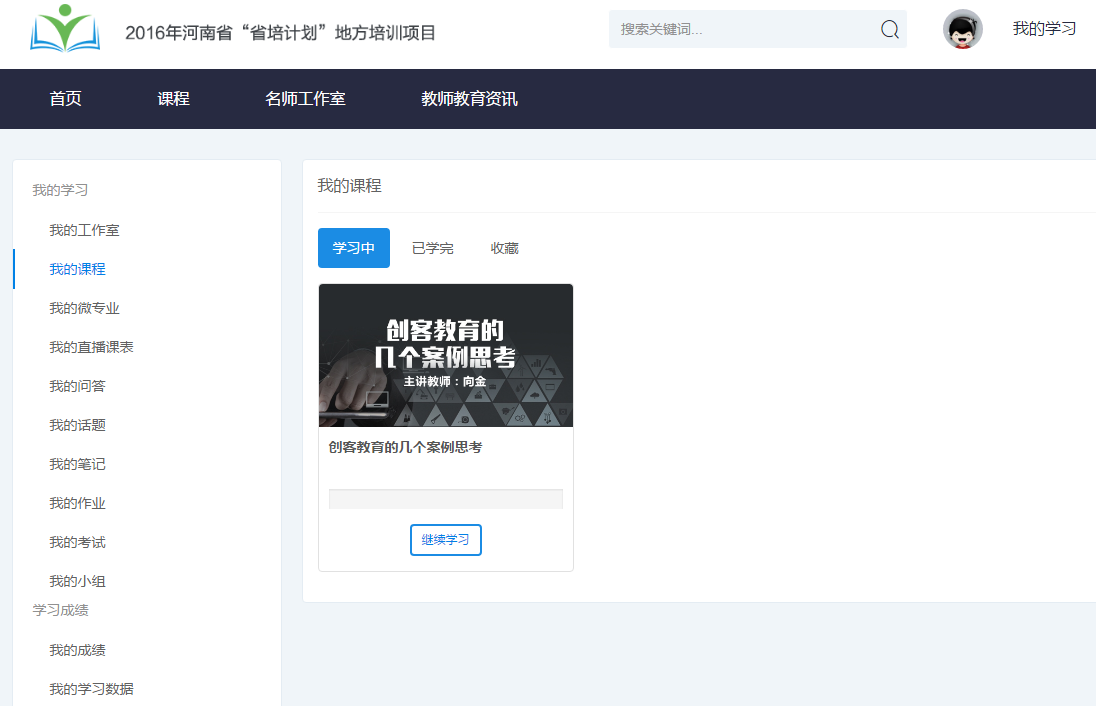 2016年河南省“省培计划”地方培训项目
搜索关键词...
我的学习
首页
课程
名师工作室
教师教育资讯
我的学习
我的工作室
我的课程
我的微专业
我的直播课表
我的问答
我的话题
我的笔记
我的作业
我的考试
我的小组
学习成绩
我的成绩
我的学习数据
我的课程
学习中
已学完
收藏
创客教育的
几个案例思考
主讲教师：向金
创客教育的几个案例思考
继续学习